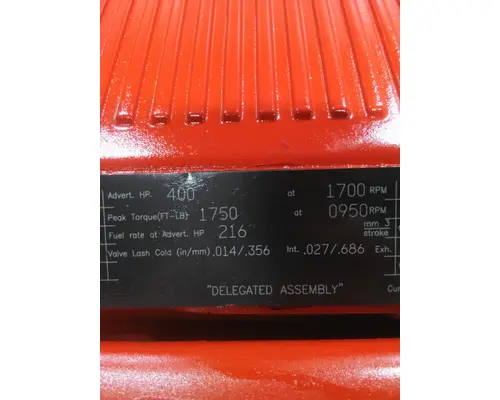 Advert. HP. 400 at 1700 RPM
Peak Torque(FT-LB) 1750 at 0950 RPM
Fuel rate at Advert. HP 216 mm 3 stroke
Valve Lash Cold (in/mm) .014/.356 Int. .027/.686 Exh.
"DELEGATED ASSEMBLY"